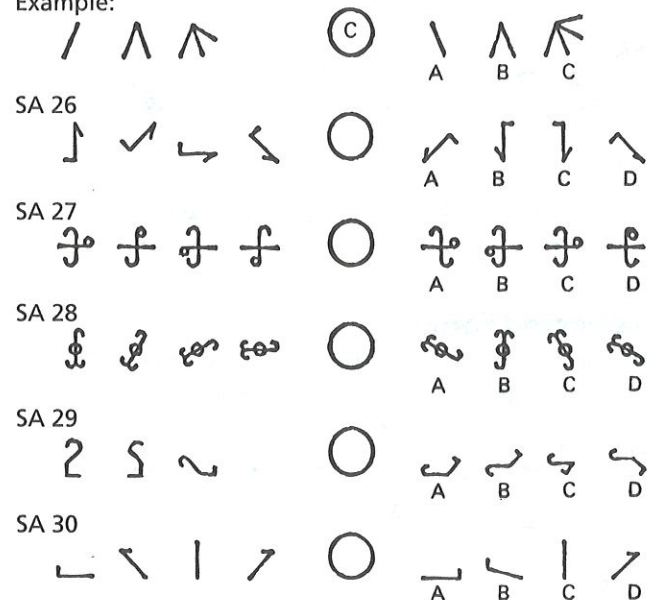 Example:
C
A B C
SA 26
A B C D
SA 27
A B C D
SA 28
A B C D
SA 29
A B C D
SA 30
A B C D